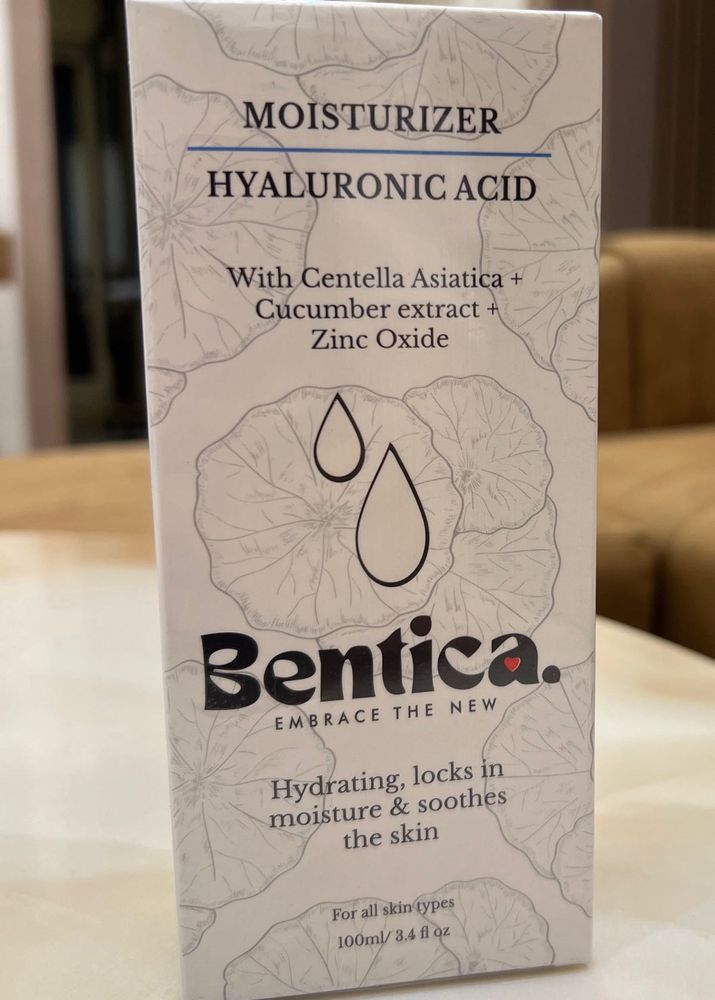 MOISTURIZER
HYALURONIC ACID
With Centella Asiatica +
Cucumber extract +
Zinc Oxide
Bentica.
EMBRACE THE NEW
Hydrating, locks in
moisture & soothes
the skin
For all skin types
100ml/ 3.4 fl oz